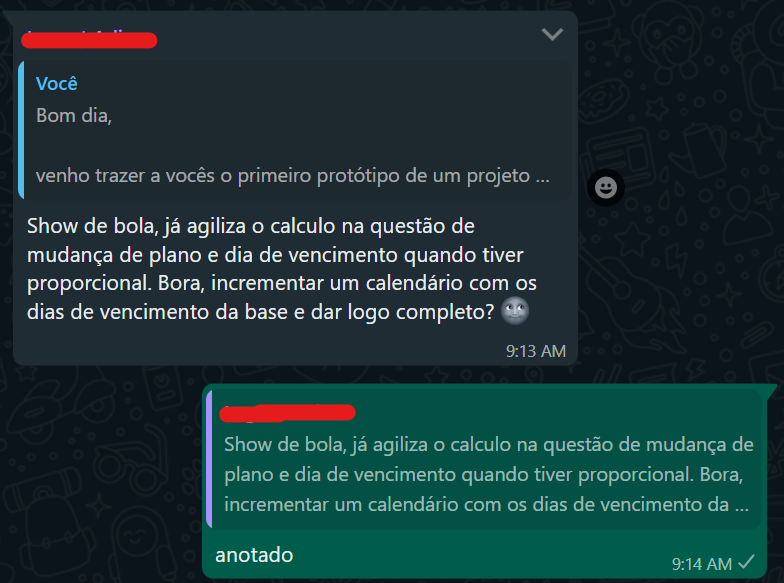 Você
Bom dia,
venho trazer a vocês o primeiro protótipo de um projeto ...
Show de bola, já agiliza o calculo na questão de
mudança de plano e dia de vencimento quando tiver
proporcional. Bora, incrementar um calendário com os
dias de vencimento da base e dar logo completo? 🌚
9:13 AM
Show de bola, já agiliza o calculo na questão de mudança de
plano e dia de vencimento quando tiver proporcional. Bora,
incrementar um calendário com os dias de vencimento da ...
anotado
9:14 AM